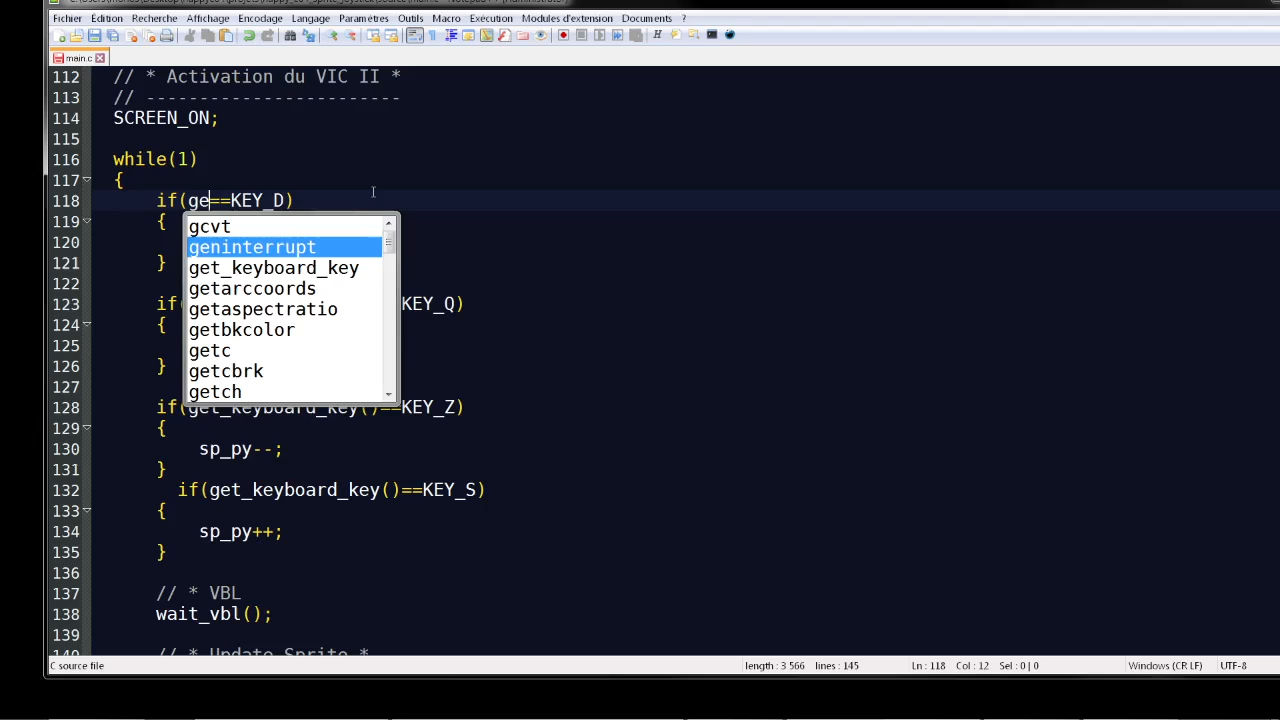 Fichier Édition Recherche Affichage Encodage Langage Paramètres Outils Macro Exécution Modules d'extension Documents ?
main.c
112 // * Activation du VIC II *
113 // ------------------------
114 SCREEN_ON;
115
116 while(1)
117 {
118 if(ge==KEY_D)
119 {
gcvt
120
geninterrupt
121 }
get_keyboard_key
122
getarccoords
123 if( KEY_Q)
getaspectratio
124 {
getbkcolor
125
getc
126 }
getcbrk
127
getch
128 if(get_keyboard_key()==KEY_Z)
129 {
130 sp_py--;
131 }
132 if(get_keyboard_key()==KEY_S)
133 {
134 sp_py++;
135 }
136
137 // * VBL
138 wait_vbl();
139
140 // * Update Sprite *
C source file length : 3 566 lines : 145 Ln : 118 Col : 12 Sel : 0 | 0 Windows (CR LF) UTF-8